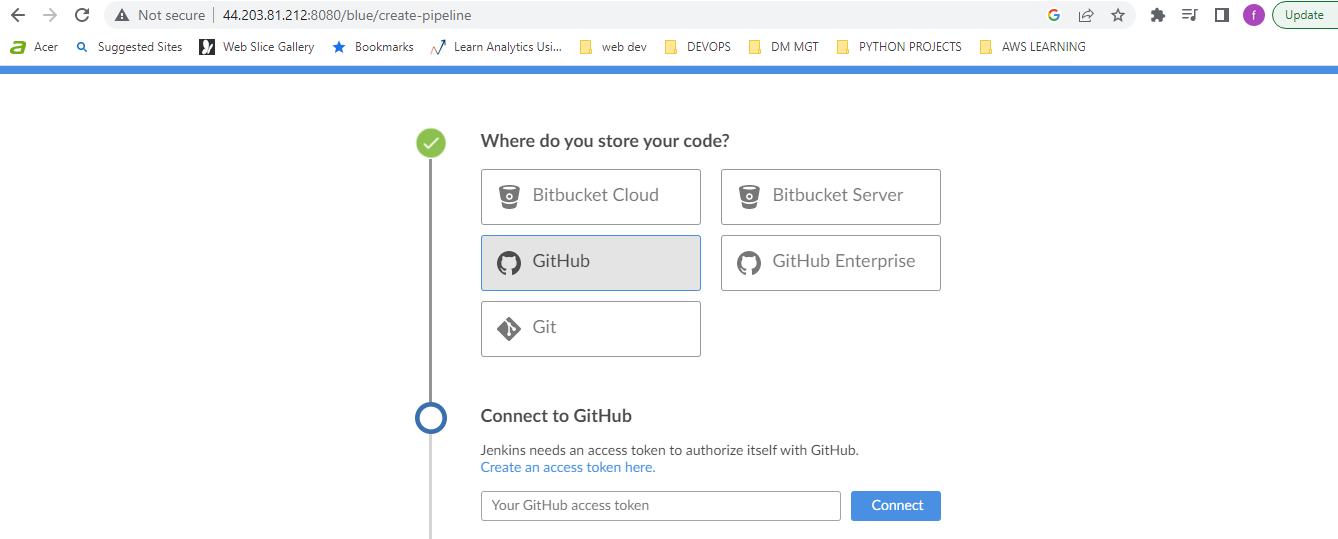 Not secure | 44.203.81.212:8080/blue/create-pipeline f Update
Acer Suggested Sites Web Slice Gallery Bookmarks Learn Analytics Usi... web dev DEVOPS DM MGT PYTHON PROJECTS AWS LEARNING
Where do you store your code?
Bitbucket Cloud Bitbucket Server
GitHub GitHub Enterprise
Git
Connect to GitHub
Jenkins needs an access token to authorize itself with GitHub.
Create an access token here.
Your GitHub access token Connect